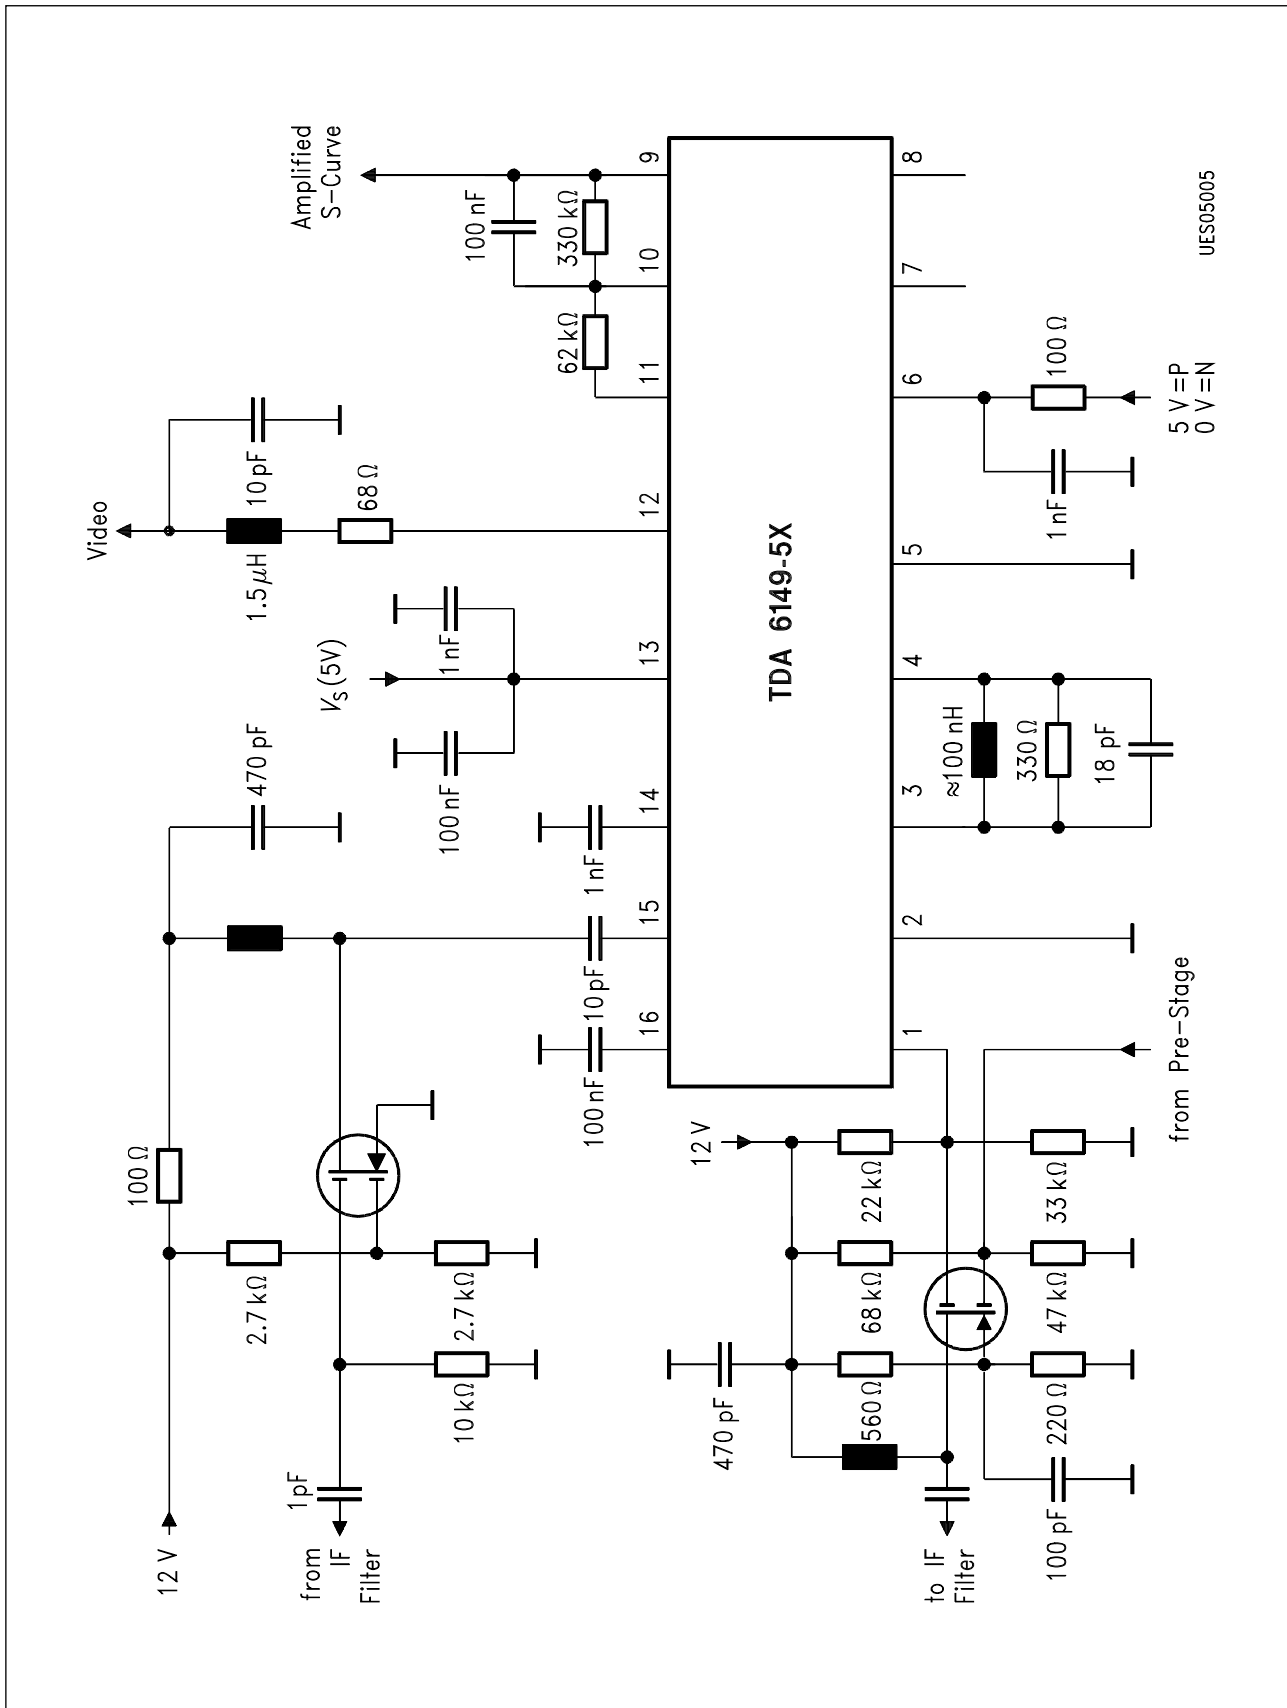 12 V
100 Ω
2.7 kΩ
2.7 kΩ
10 kΩ
1 pF
from
IF
Filter
470 pF
Video
10 pF
1.5 μH
68 Ω
Amplified
S-Curve
100 nF
330 kΩ
62 kΩ
VS (5V)
1 nF
100 nF
1 nF
10 pF
100 nF
16
15
14
13
12
11
10
9
TDA 6149-5X
1
2
3
4
5
6
7
8
12 V
22 kΩ
33 kΩ
68 kΩ
47 kΩ
470 pF
560 Ω
220 Ω
100 pF
to IF
Filter
from Pre-Stage
≈100 nH
330 Ω
18 pF
1 nF
100 Ω
5 V =P
0 V =N
UES05005